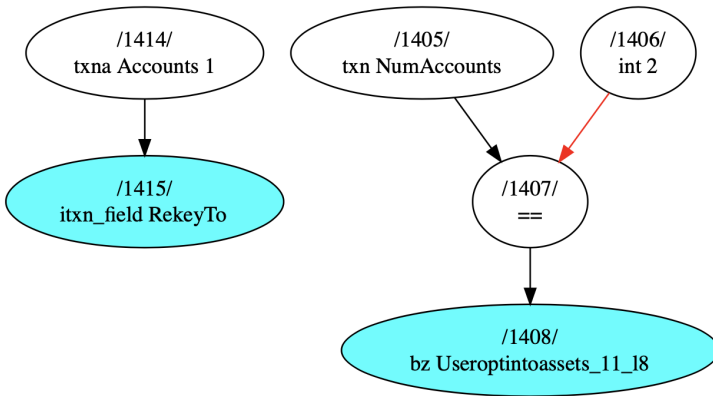 /1414/
txna Accounts 1
/1405/
txn NumAccounts
/1406/
int 2
/1415/
itxn_field RekeyTo
/1407/
==
/1408/
bz Useroptintoassets_11_l8